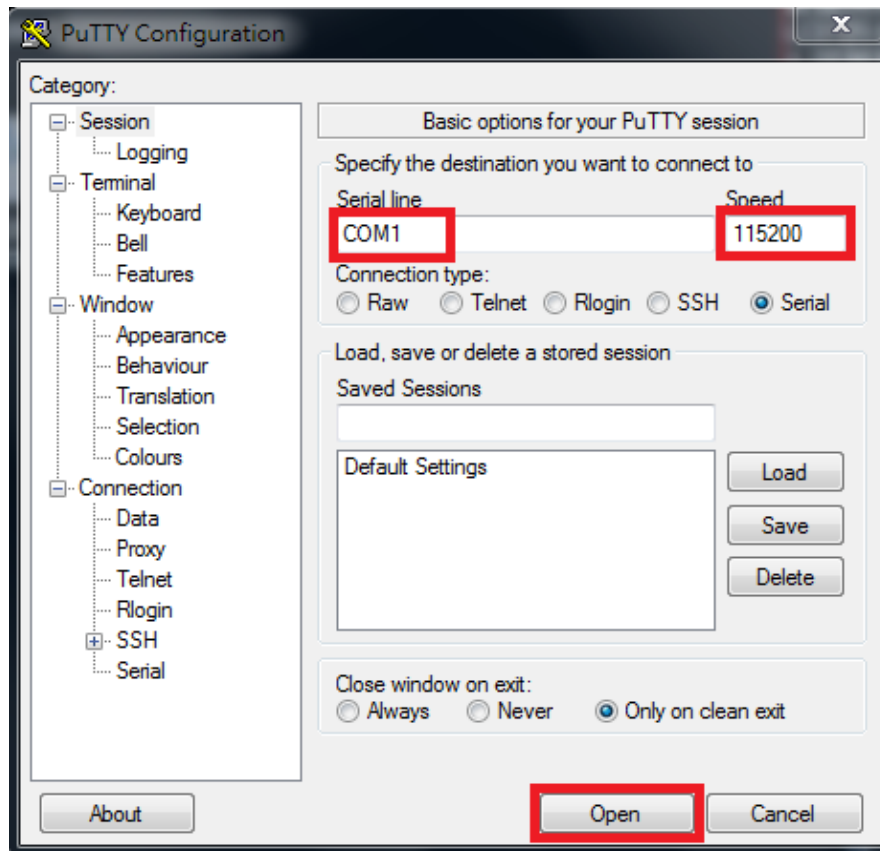 PuTTY Configuration
X
Category:
Session
Logging
Terminal
Keyboard
Bell
Features
Window
Appearance
Behaviour
Translation
Selection
Colours
Connection
Data
Proxy
Telnet
Rlogin
SSH
Serial
Basic options for your PuTTY session
Specify the destination you want to connect to
Serial line Speed
COM1 115200
Connection type:
Raw Telnet Rlogin SSH Serial
Load, save or delete a stored session
Saved Sessions
Default Settings
Load
Save
Delete
Close window on exit:
Always Never Only on clean exit
About Open Cancel